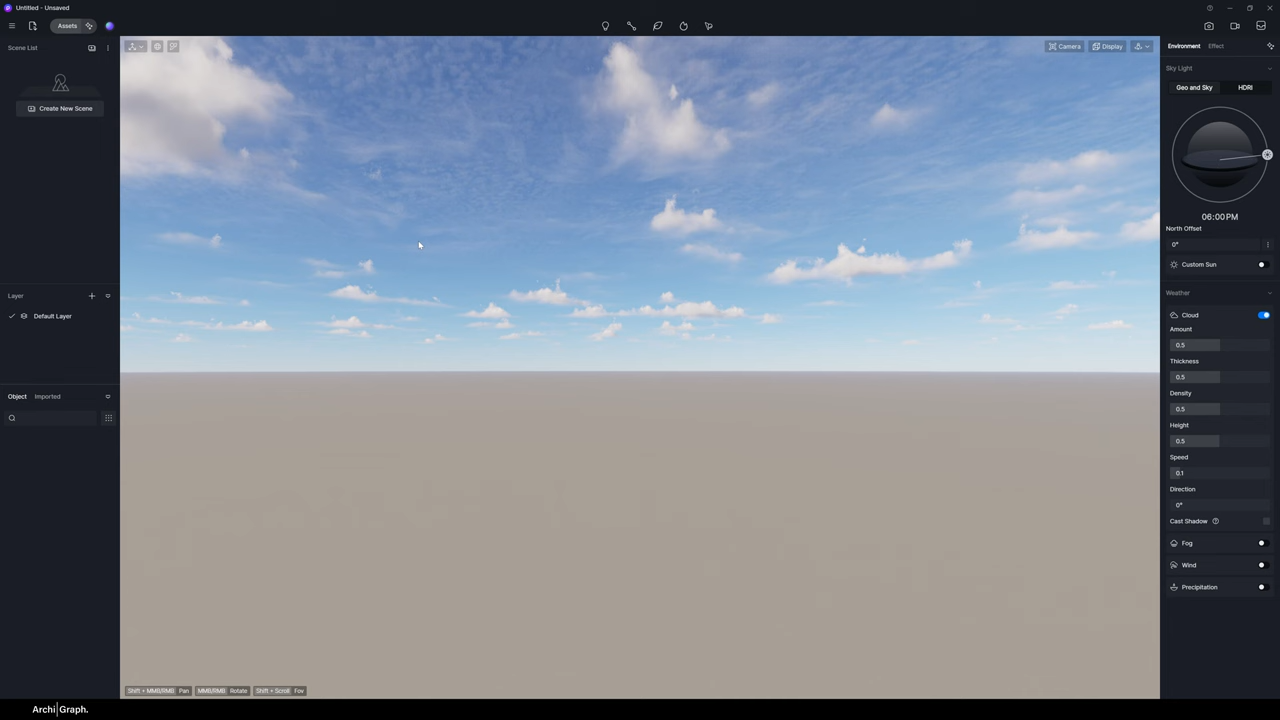 Untitled - Unsaved
Assets
Scene List
Create New Scene
Layer
Default Layer
Object Imported
Camera
Display
Shift + MMB/RMB Pan MMB/RMB Rotate Shift + Scroll Fov
Environment Effect
Sky Light
Geo and Sky HDRI
06:00PM
North Offset
0°
Custom Sun
Weather
Cloud
Amount
0.5
Thickness
0.5
Density
0.5
Height
0.5
Speed
0.1
Direction
0°
Cast Shadow
Fog
Wind
Precipitation
Archi|Graph.